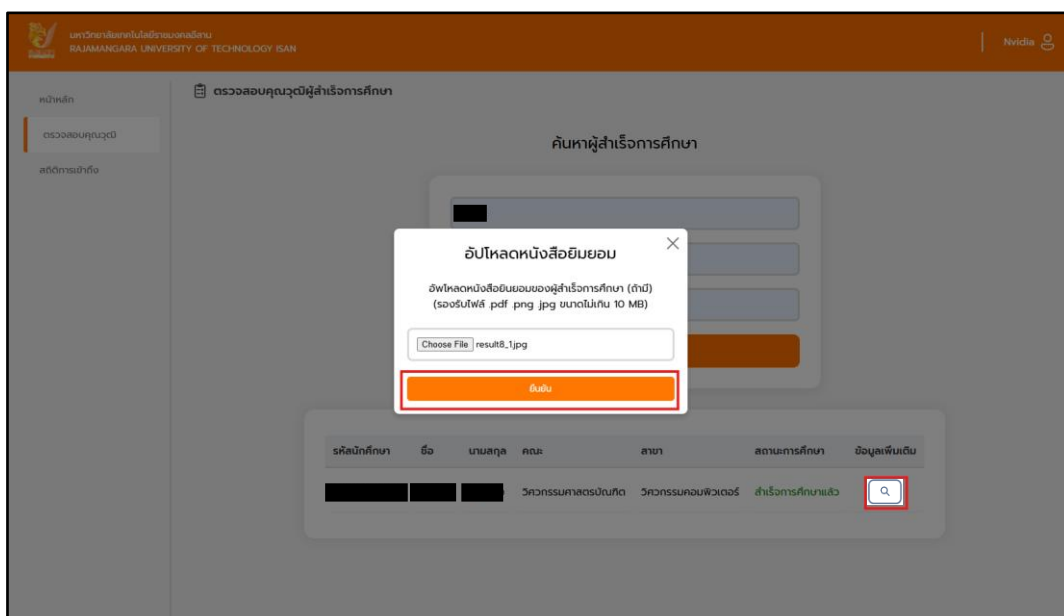 มหาวิทยาลัยเทคโนโลยีราชมงคลอีสาน
RAJAMANGARA UNIVERSITY OF TECHNOLOGY ISAN
Nvidia
หน้าหลัก
ตรวจสอบคุณวุฒิ
สถิติการเข้าถึง
ตรวจสอบคุณวุฒิผู้สำเร็จการศึกษา
ค้นหาผู้สำเร็จการศึกษา
อัปโหลดหนังสือยิมยอม
อัพโหลดหนังสือยินยอมของผู้สำเร็จการศึกษา (ถ้ามี)
(รองรับไฟล์ .pdf .png .jpg ขนาดไม่เกิน 10 MB)
Choose File result8_1.jpg
ยืนยัน
รหัสนักศึกษา ชื่อ นามสกุล คณะ สาขา สถานะการศึกษา ข้อมูลเพิ่มเติม
วิศวกรรมศาสตรบัณฑิต วิศวกรรมคอมพิวเตอร์ สำเร็จการศึกษาแล้ว